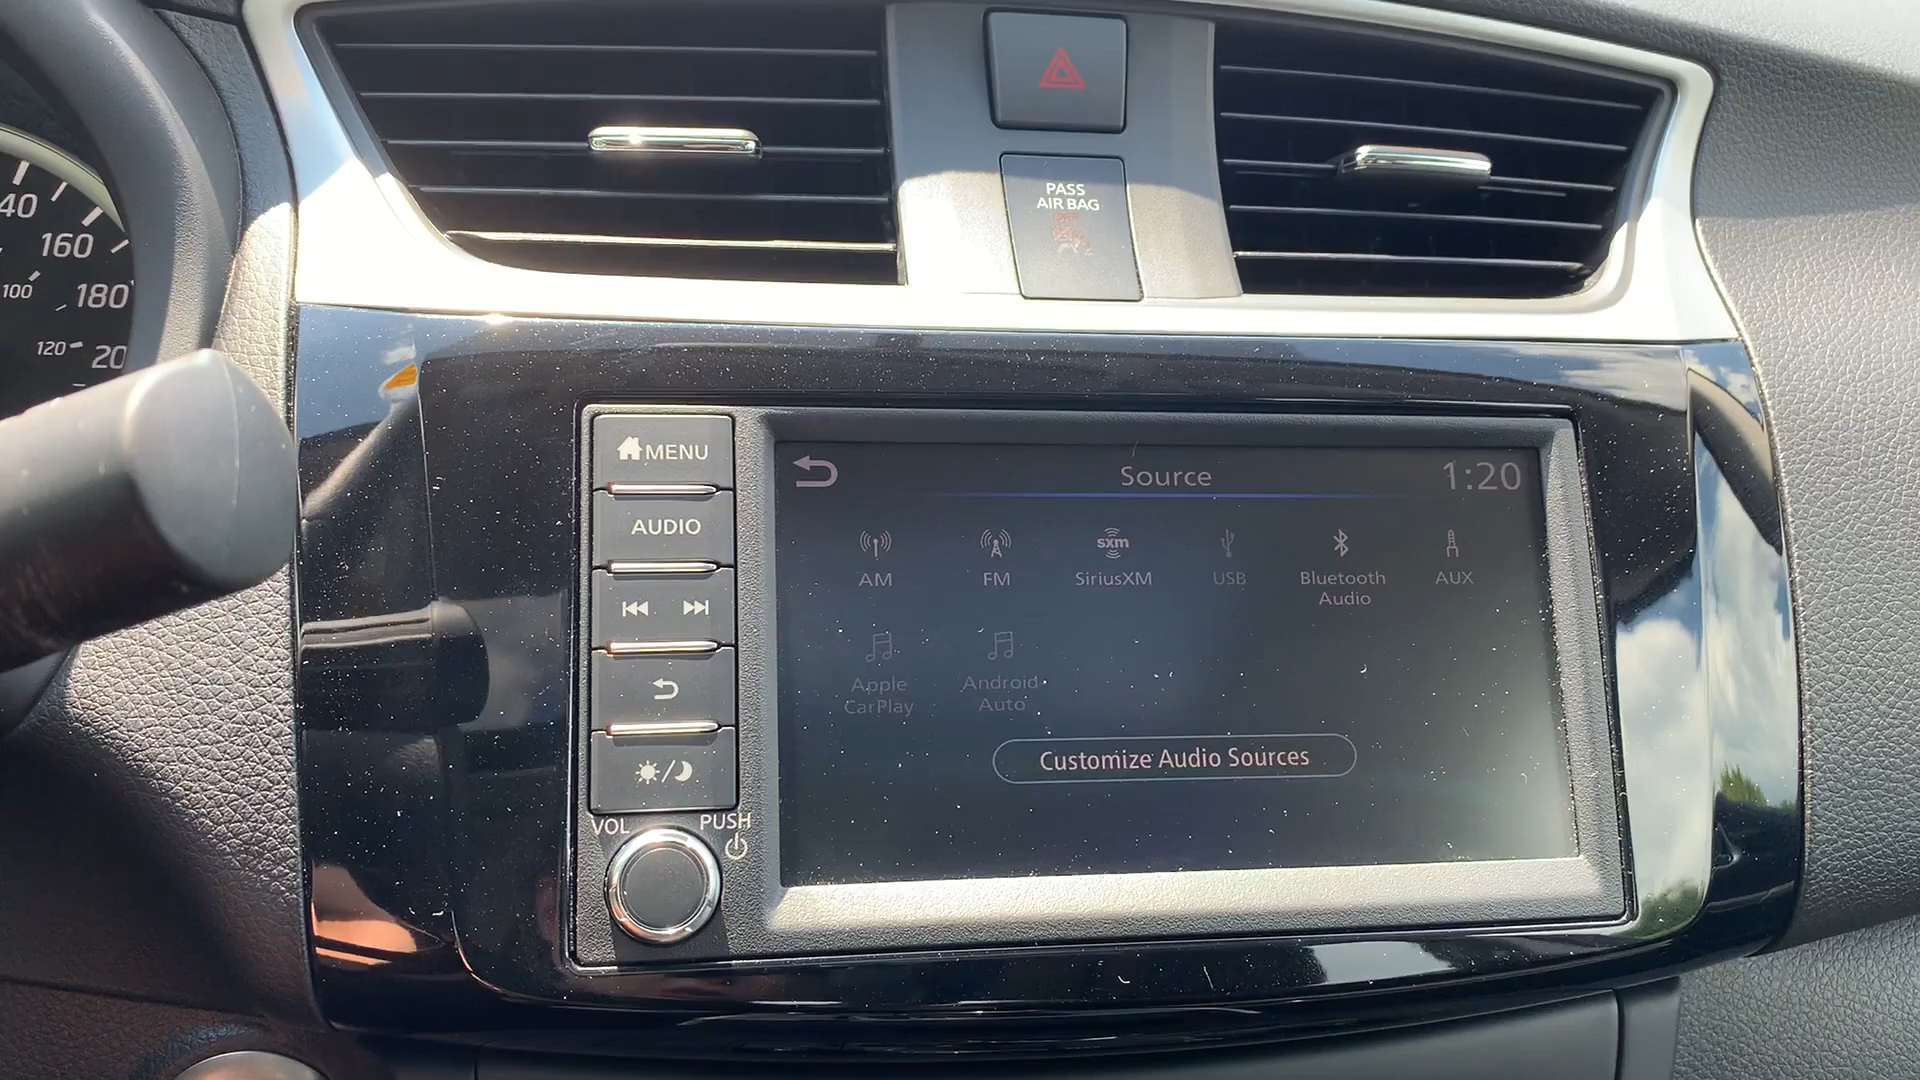 PASS
AIR BAG
40
160
100
180
120
20
MENU
AUDIO
VOL
PUSH
Source
1:20
AM
FM
sxm
SiriusXM
USB
Bluetooth
Audio
AUX
Apple
CarPlay
Android
Auto
Customize Audio Sources